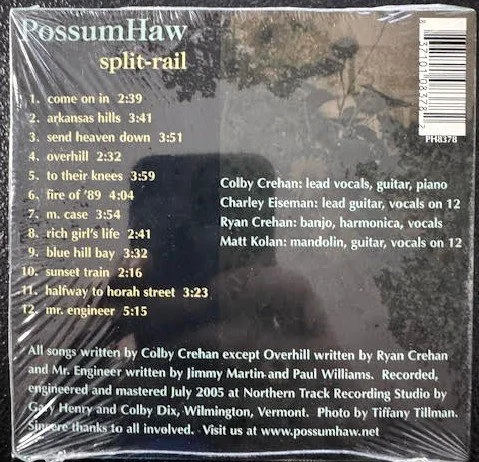 PossumHaw
split-rail
1. come on in 2:39
2. arkansas hills 3:41
3. send heaven down 3:51
4. overhill 2:32
5. to their knees 3:59
6. fire of '89 4:04
7. m. case 3:54
8. rich girl's life 2:41
9. blue hill bay 3:32
10. sunset train 2:16
11. halfway to horah street 3:23
12. mr. engineer 5:15
PH8378
Colby Crehan: lead vocals, guitar, piano
Charley Eiseman: lead guitar, vocals on 12
Ryan Crehan: banjo, harmonica, vocals
Matt Kolan: mandolin, guitar, vocals on 12
All songs written by Colby Crehan except Overhill written by Ryan Crehan
and Mr. Engineer written by Jimmy Martin and Paul Williams. Recorded,
engineered and mastered July 2005 at Northern Track Recording Studio by
Gary Henry and Colby Dix, Wilmington, Vermont. Photo by Tiffany Tillman.
Sincere thanks to all involved. Visit us at www.possumhaw.net